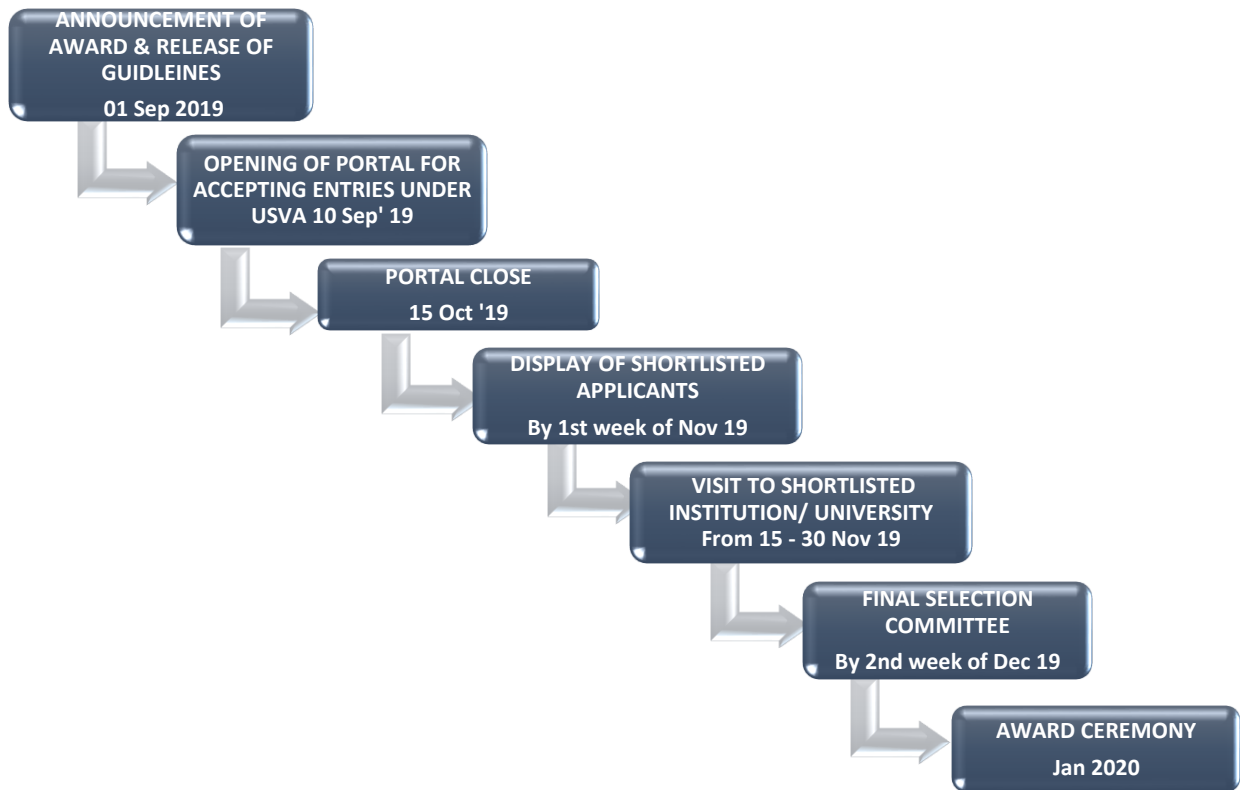 ANNOUNCEMENT OF
AWARD & RELEASE OF
GUIDLEINES
01 Sep 2019
OPENING OF PORTAL FOR
ACCEPTING ENTRIES UNDER
USVA 10 Sep' 19
PORTAL CLOSE
15 Oct '19
DISPLAY OF SHORTLISTED
APPLICANTS
By 1st week of Nov 19
VISIT TO SHORTLISTED
INSTITUTION/ UNIVERSITY
From 15 - 30 Nov 19
FINAL SELECTION
COMMITTEE
By 2nd week of Dec 19
AWARD CEREMONY
Jan 2020